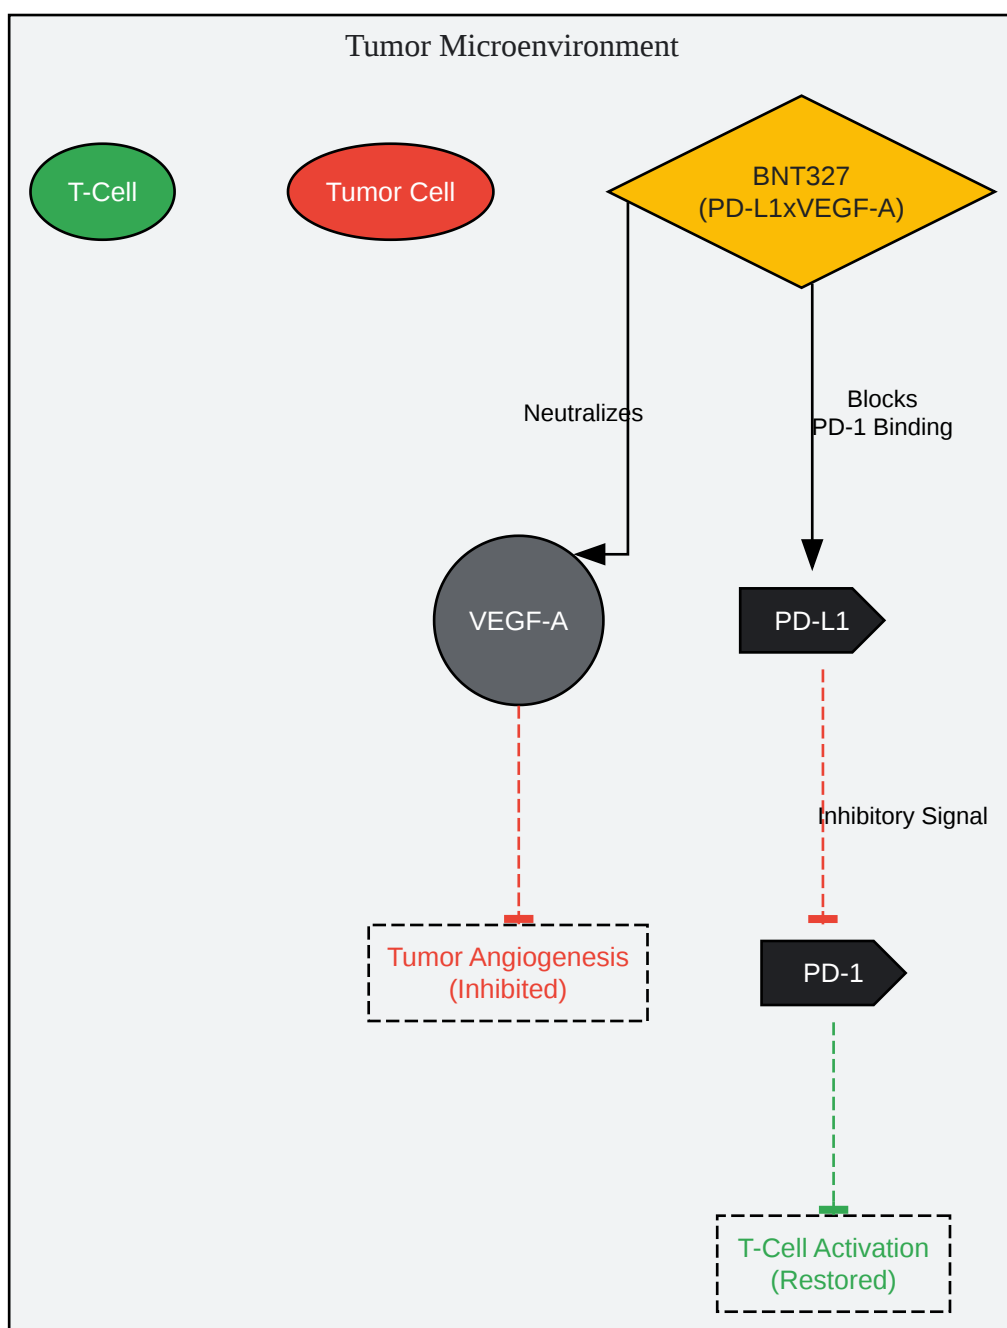 Tumor Microenvironment
T-Cell
Tumor Cell
BNT327
(PD-L1xVEGF-A)
Neutralizes
Blocks
PD-1 Binding
VEGF-A
PD-L1
Inhibitory Signal
Tumor Angiogenesis
(Inhibited)
PD-1
T-Cell Activation
(Restored)